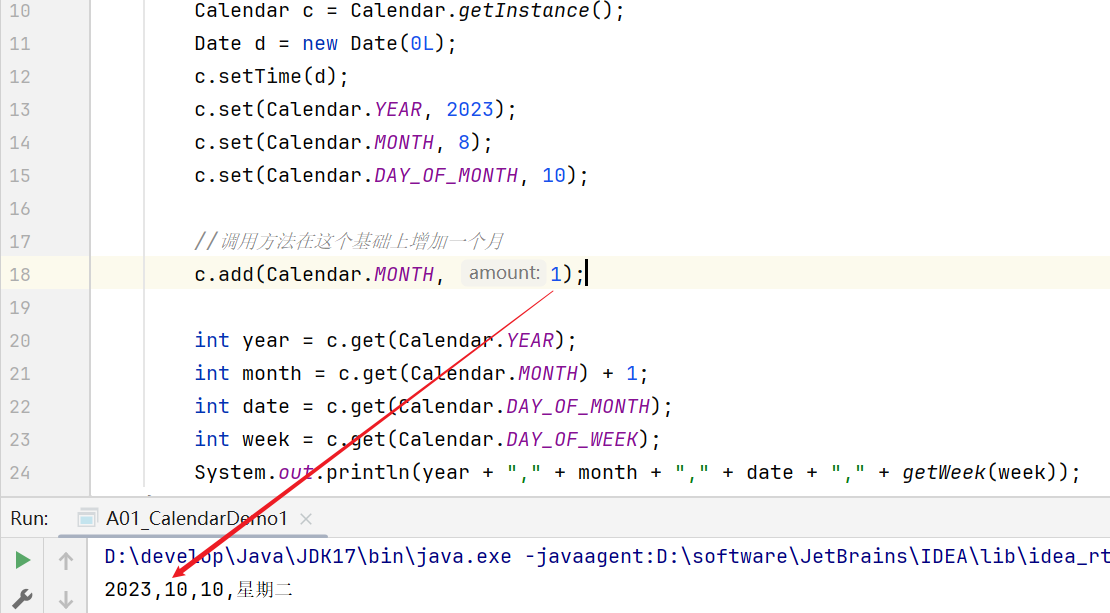 10 Calendar c = Calendar.getInstance();
11 Date d = new Date(0L);
12 c.setTime(d);
13 c.set(Calendar.YEAR, 2023);
14 c.set(Calendar.MONTH, 8);
15 c.set(Calendar.DAY_OF_MONTH, 10);
16
17 //调用方法在这个基础上增加一个月
18 c.add(Calendar.MONTH, amount: 1);
19
20 int year = c.get(Calendar.YEAR);
21 int month = c.get(Calendar.MONTH) + 1;
22 int date = c.get(Calendar.DAY_OF_MONTH);
23 int week = c.get(Calendar.DAY_OF_WEEK);
24 System.out.println(year + "," + month + "," + date + "," + getWeek(week));
Run: A01_CalendarDemo1
D:\develop\Java\JDK17\bin\java.exe -javaagent:D:\software\JetBrains\IDEA\lib\idea_rt
2023,10,10,星期二